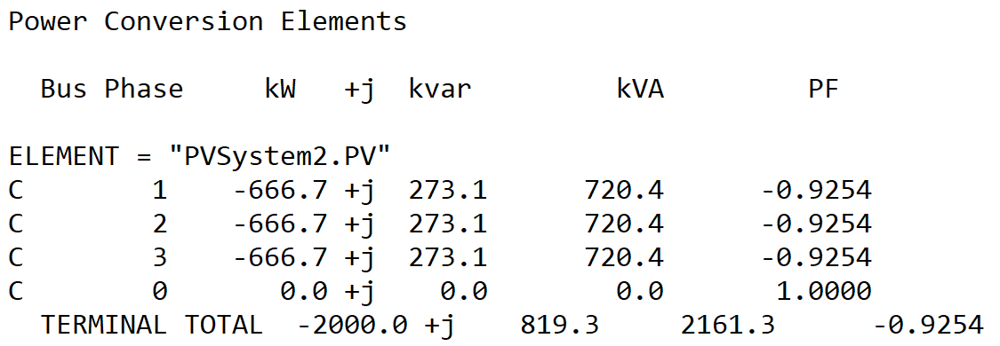 Power Conversion Elements
Bus Phase kW +j kvar kVA PF
ELEMENT = "PVSystem2.PV"
C 1 -666.7 +j 273.1 720.4 -0.9254
C 2 -666.7 +j 273.1 720.4 -0.9254
C 3 -666.7 +j 273.1 720.4 -0.9254
C 0 0.0 +j 0.0 0.0 1.0000
TERMINAL TOTAL -2000.0 +j 819.3 2161.3 -0.9254